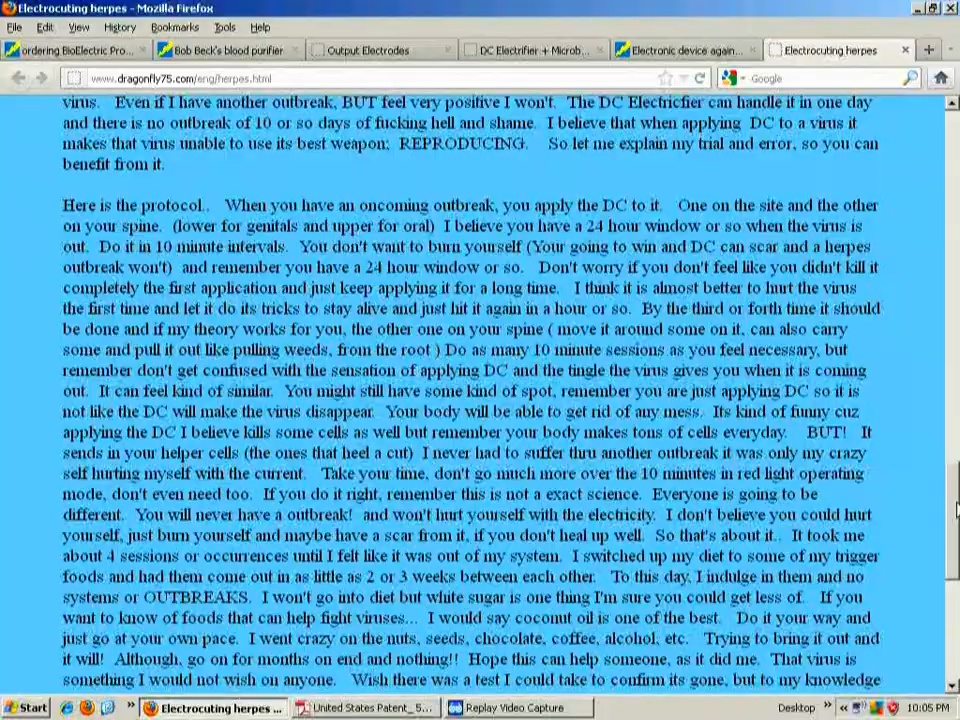 Electrocuting herpes - Mozilla Firefox
File Edit View History Bookmarks Tools Help
ordering BioElectric Pro... Bob Beck's blood purifier Output Electrodes DC Electrifier + Microb... Electronic device again... Electrocuting herpes
www.dragonfly75.com/eng/herpes.html Google
virus. Even if I have another outbreak, BUT feel very positive I won't. The DC Electricfier can handle it in one day
and there is no outbreak of 10 or so days of fucking hell and shame. I believe that when applying DC to a virus it
makes that virus unable to use its best weapon; REPRODUCING. So let me explain my trial and error, so you can
benefit from it.
Here is the protocol.. When you have an oncoming outbreak, you apply the DC to it. One on the site and the other
on your spine. (lower for genitals and upper for oral) I believe you have a 24 hour window or so when the virus is
out. Do it in 10 minute intervals. You don't want to burn yourself (Your going to win and DC can scar and a herpes
outbreak won't) and remember you have a 24 hour window or so. Don't worry if you don't feel like you didn't kill it
completely the first application and just keep applying it for a long time. I think it is almost better to hurt the virus
the first time and let it do its tricks to stay alive and just hit it again in a hour or so. By the third or forth time it should
be done and if my theory works for you, the other one on your spine ( move it around some on it, can also carry
some and pull it out like pulling weeds, from the root ) Do as many 10 minute sessions as you feel necessary, but
remember don't get confused with the sensation of applying DC and the tingle the virus gives you when it is coming
out. It can feel kind of similar. You might still have some kind of spot, remember you are just applying DC so it is
not like the DC will make the virus disappear. Your body will be able to get rid of any mess. Its kind of funny cuz
applying the DC I believe kills some cells as well but remember your body makes tons of cells everyday. BUT! It
sends in your helper cells (the ones that heel a cut) I never had to suffer thru another outbreak it was only my crazy
self hurting myself with the current. Take your time, don't go much more over the 10 minutes in red light operating
mode, don't even need too. If you do it right, remember this is not a exact science. Everyone is going to be
different. You will never have a outbreak! and won't hurt yourself with the electricity. I don't believe you could hurt
yourself, just burn yourself and maybe have a scar from it, if you don't heal up well. So that's about it.. It took me
about 4 sessions or occurrences until I felt like it was out of my system. I switched up my diet to some of my trigger
foods and had them come out in as little as 2 or 3 weeks between each other. To this day, I indulge in them and no
systems or OUTBREAKS. I won't go into diet but white sugar is one thing I'm sure you could get less of. If you
want to know of foods that can help fight viruses... I would say coconut oil is one of the best. Do it your way and
just go at your own pace. I went crazy on the nuts, seeds, chocolate, coffee, alcohol, etc. Trying to bring it out and
it will! Although, go on for months on end and nothing!! Hope this can help someone, as it did me. That virus is
something I would not wish on anyone. Wish there was a test I could take to confirm its gone, but to my knowledge
Start Electrocuting herpes ... United States Patent_5... Replay Video Capture Desktop 10:05 PM